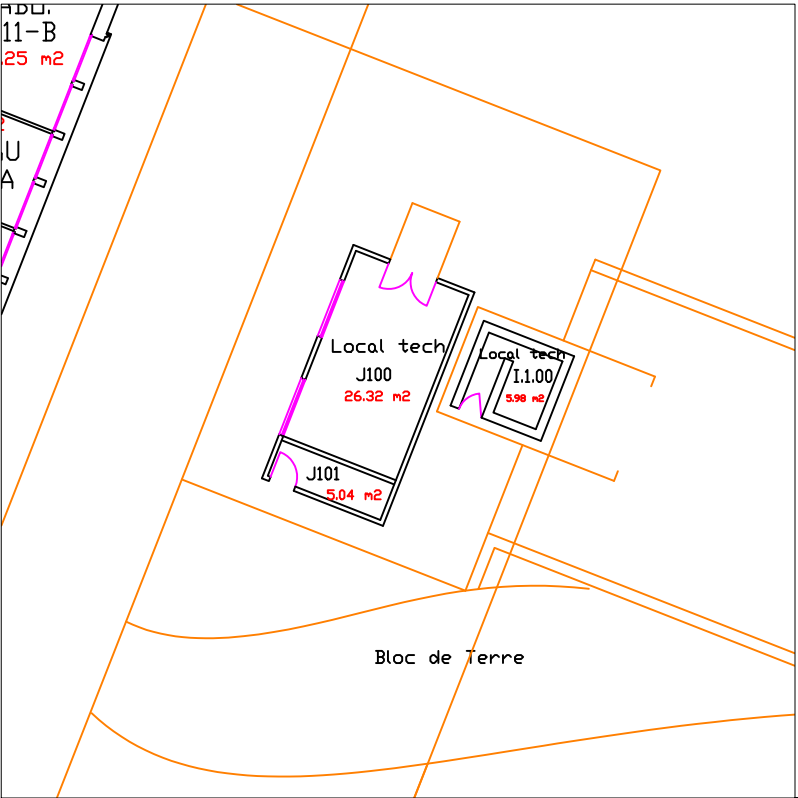 11-B
.25 m2
Local tech
J100
26.32 m2
Local tech
I.1.00
5.98 m2
J101
5.04 m2
Bloc de Terre